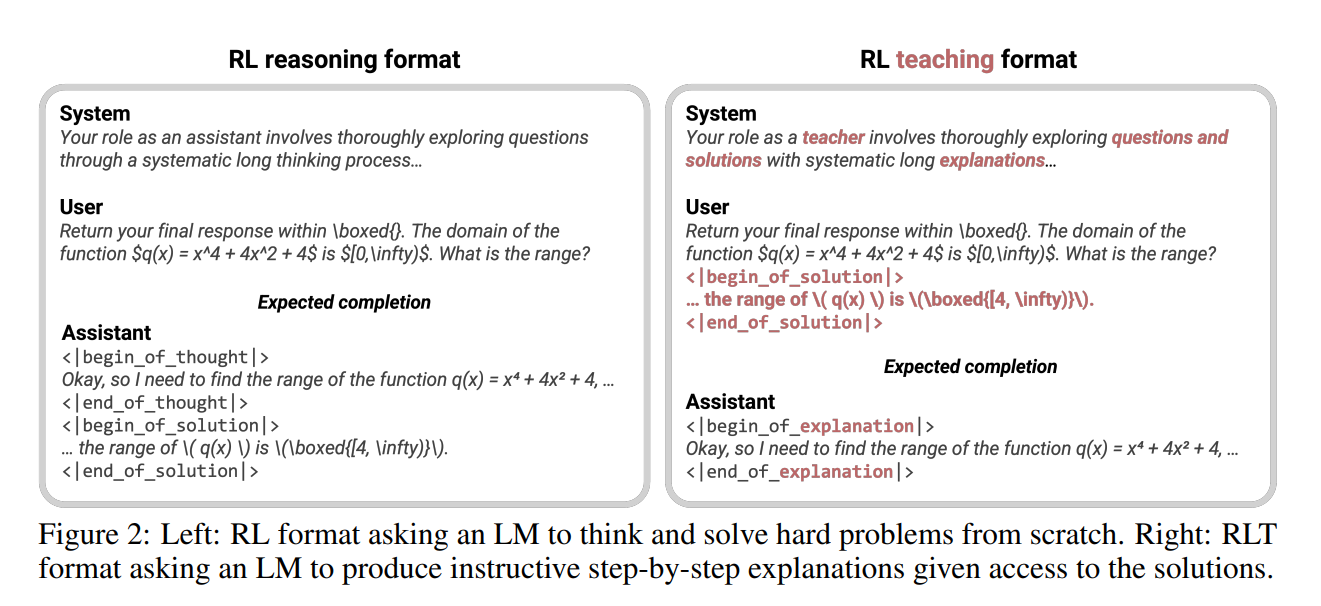 RL reasoning format
System
Your role as an assistant involves thoroughly exploring questions
through a systematic long thinking process…
User
Return your final response within \boxed{}. The domain of the
function $q(x) = x^4 + 4x^2 + 4$ is $[0,\infty)$. What is the range?
Expected completion
Assistant
<|begin_of_thought|>
Okay, so I need to find the range of the function q(x) = x⁴ + 4x² + 4, …
<|end_of_thought|>
<|begin_of_solution|>
… the range of \( q(x) \) is \(\boxed{[4, \infty)}\).
<|end_of_solution|>
RL teaching format
System
Your role as a teacher involves thoroughly exploring questions and
solutions with systematic long explanations…
User
Return your final response within \boxed{}. The domain of the
function $q(x) = x^4 + 4x^2 + 4$ is $[0,\infty)$. What is the range?
<|begin_of_solution|>
… the range of \( q(x) \) is \(\boxed{[4, \infty)}\).
<|end_of_solution|>
Expected completion
Assistant
<|begin_of_explanation|>
Okay, so I need to find the range of the function q(x) = x⁴ + 4x² + 4, …
<|end_of_explanation|>
Figure 2: Left: RL format asking an LM to think and solve hard problems from scratch. Right: RLT
format asking an LM to produce instructive step-by-step explanations given access to the solutions.